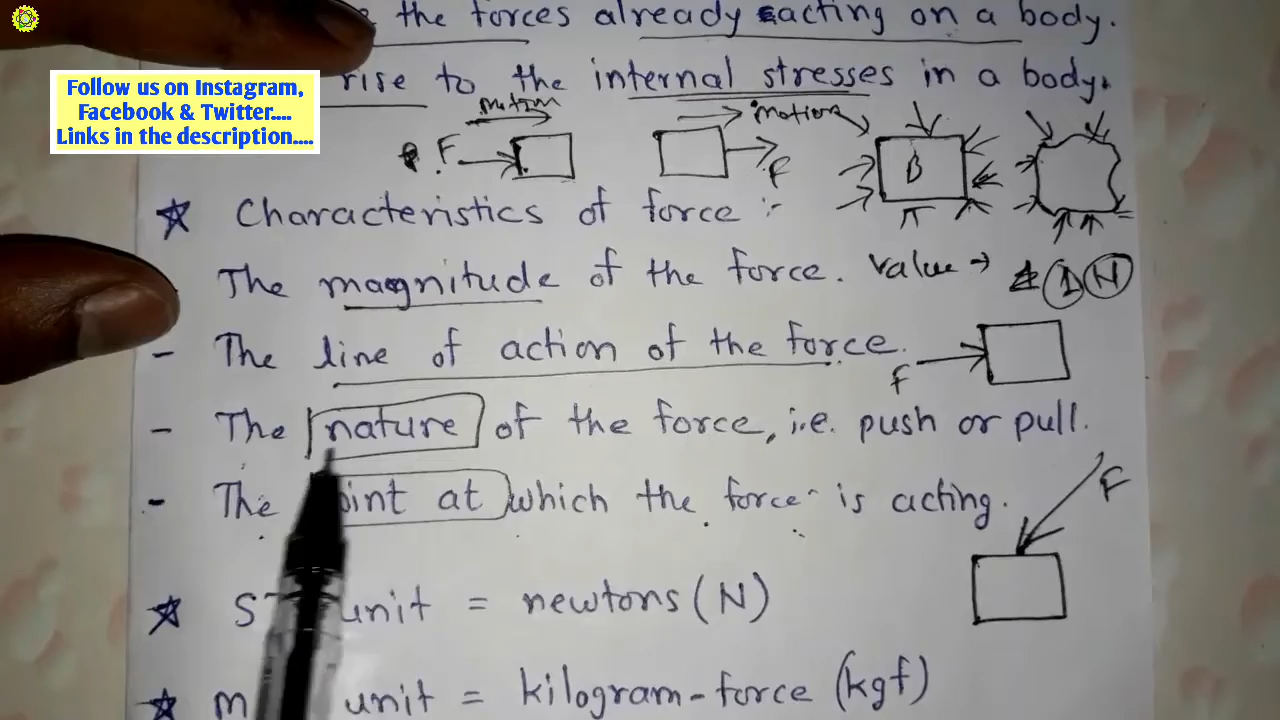 the forces already acting on a body.
rise to the internal stresses in a body.
Follow us on Instagram,
Facebook & Twitter....
Links in the description....
motion
motion
F
F
B
Characteristics of force :-
The magnitude of the force. Value → 1 N
- The line of action of the force.
F
- The nature of the force, i.e. push or pull.
- The point at which the force is acting.
F
unit = newtons (N)
unit = kilogram-force (kgf)